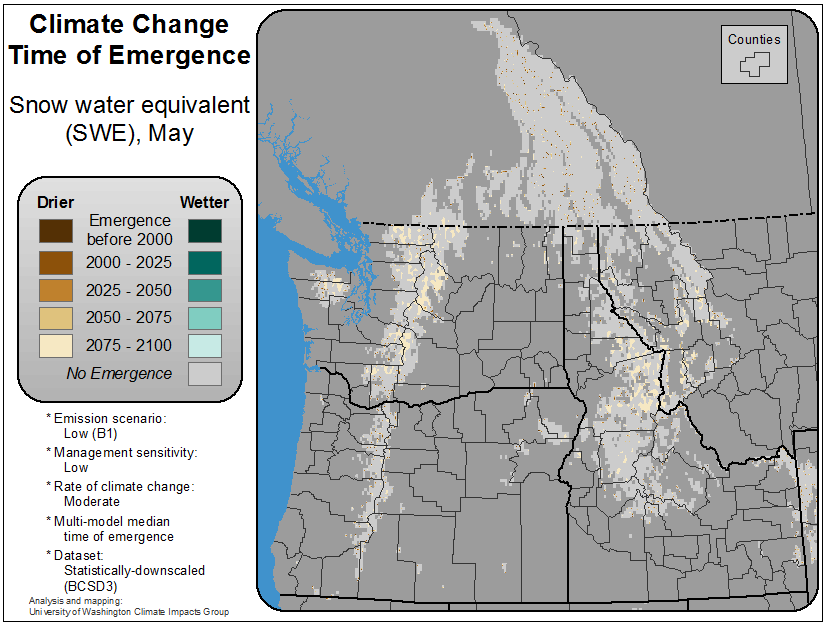 Climate Change
Time of Emergence
Snow water equivalent
(SWE), May
Drier
Wetter
Emergence
before 2000
2000 - 2025
2025 - 2050
2050 - 2075
2075 - 2100
No Emergence
* Emission scenario:
Low (B1)
* Management sensitivity:
Low
* Rate of climate change:
Moderate
* Multi-model median
time of emergence
* Dataset:
Statistically-downscaled
(BCSD3)
Analysis and mapping:
University of Washington Climate Impacts Group
Counties